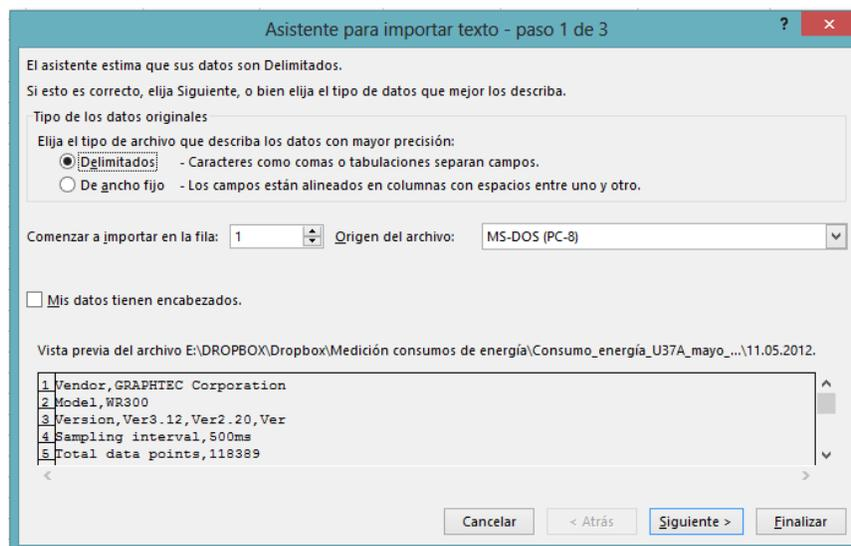 Asistente para importar texto - paso 1 de 3
?
El asistente estima que sus datos son Delimitados.
Si esto es correcto, elija Siguiente, o bien elija el tipo de datos que mejor los describa.
Tipo de los datos originales
Elija el tipo de archivo que describa los datos con mayor precisión:
Delimitados - Caracteres como comas o tabulaciones separan campos.
De ancho fijo - Los campos están alineados en columnas con espacios entre uno y otro.
Comenzar a importar en la fila: 1 Origen del archivo: MS-DOS (PC-8)
Mis datos tienen encabezados.
Vista previa del archivo E:\DROPBOX\Dropbox\Medición consumos de energía\Consumo_energía_U37A_mayo_...\11.05.2012.
1 Vendor,GRAPHTEC Corporation
2 Model,WR300
3 Version,Ver3.12,Ver2.20,Ver
4 Sampling interval,500ms
5 Total data points,118389
Cancelar < Atrás Siguiente > Finalizar